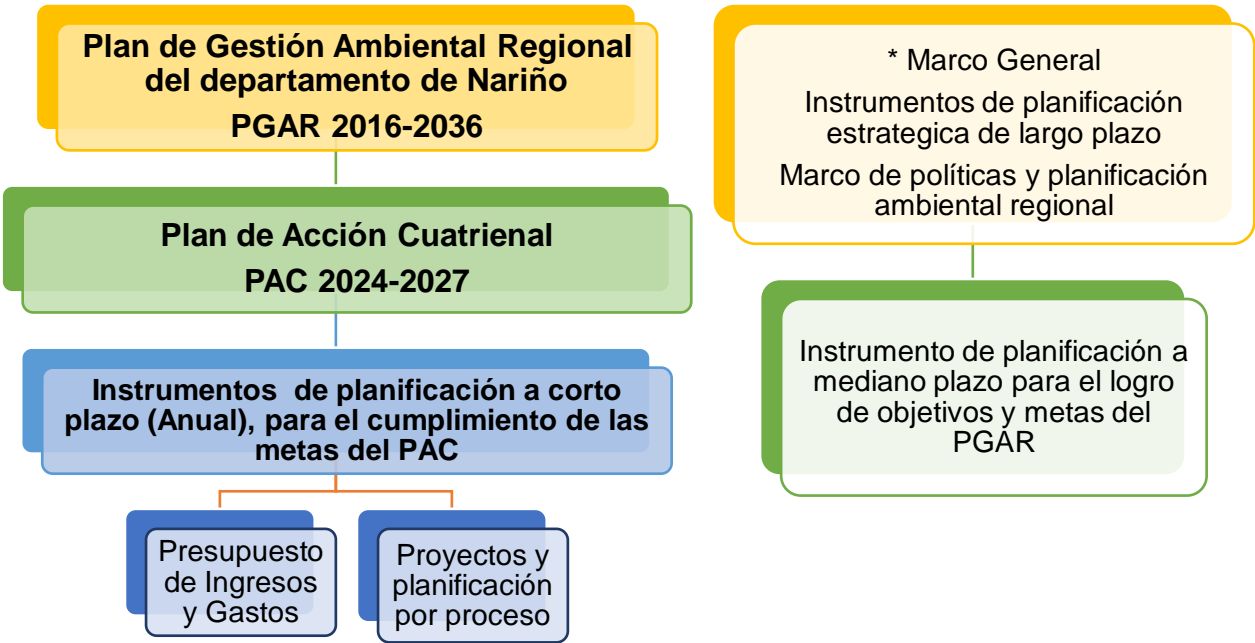 Plan de Gestión Ambiental Regional
del departamento de Nariño
PGAR 2016-2036
Plan de Acción Cuatrienal
PAC 2024-2027
Instrumentos de planificación a corto
plazo (Anual), para el cumplimiento de las
metas del PAC
Presupuesto
de Ingresos
y Gastos
Proyectos y
planificación
por proceso
* Marco General
Instrumentos de planificación
estrategica de largo plazo
Marco de políticas y planificación
ambiental regional
Instrumento de planificación a
mediano plazo para el logro
de objetivos y metas del
PGAR